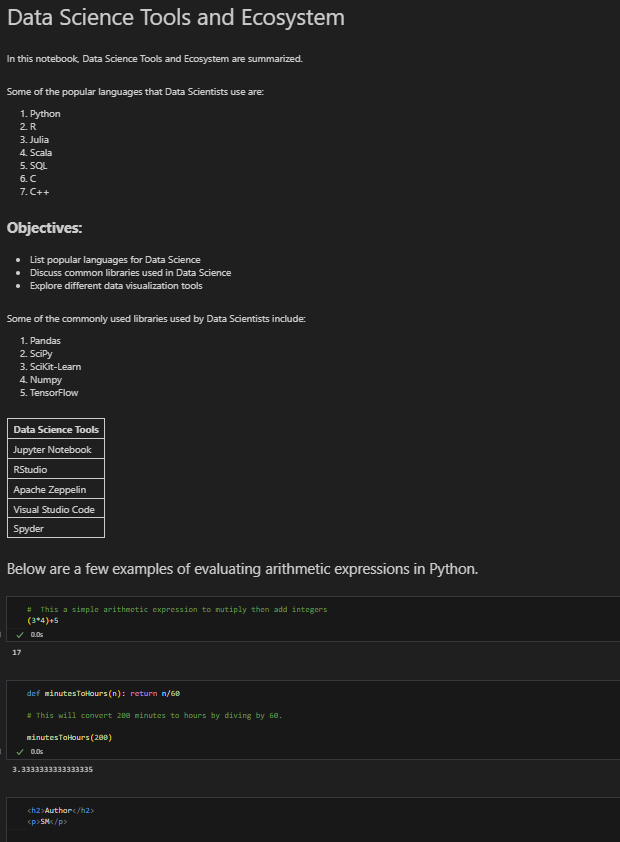 Data Science Tools and Ecosystem
In this notebook, Data Science Tools and Ecosystem are summarized.
Some of the popular languages that Data Scientists use are:
1. Python
2. R
3. Julia
4. Scala
5. SQL
6. C
7. C++
Objectives:
• List popular languages for Data Science
• Discuss common libraries used in Data Science
• Explore different data visualization tools
Some of the commonly used libraries used by Data Scientists include:
1. Pandas
2. SciPy
3. SciKit-Learn
4. Numpy
5. TensorFlow
Data Science Tools
Jupyter Notebook
RStudio
Apache Zeppelin
Visual Studio Code
Spyder
Below are a few examples of evaluating arithmetic expressions in Python.
# This a simple arithmetic expression to mutiply then add integers
(3*4)+5
✓ 0.0s
17
def minutesToHours(n): return n/60
# This will convert 200 minutes to hours by diving by 60.
minutesToHours(200)
✓ 0.0s
3.3333333333333335
<h2>Author</h2>
<p>SM</p>